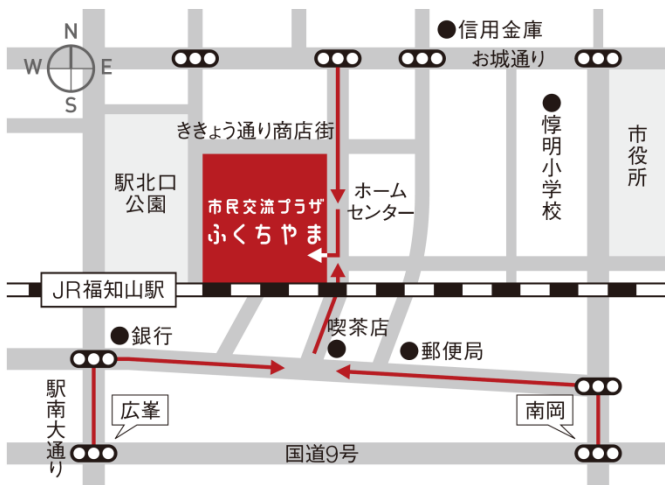 N
W
E
S
信用金庫
お城通り
ききょう通り商店街
惇明小学校
市役所
駅北口
公園
市民交流プラザ
ふくちやま
ホーム
センター
JR福知山駅
喫茶店
銀行
郵便局
駅南大通り
広峯
南岡
国道9号